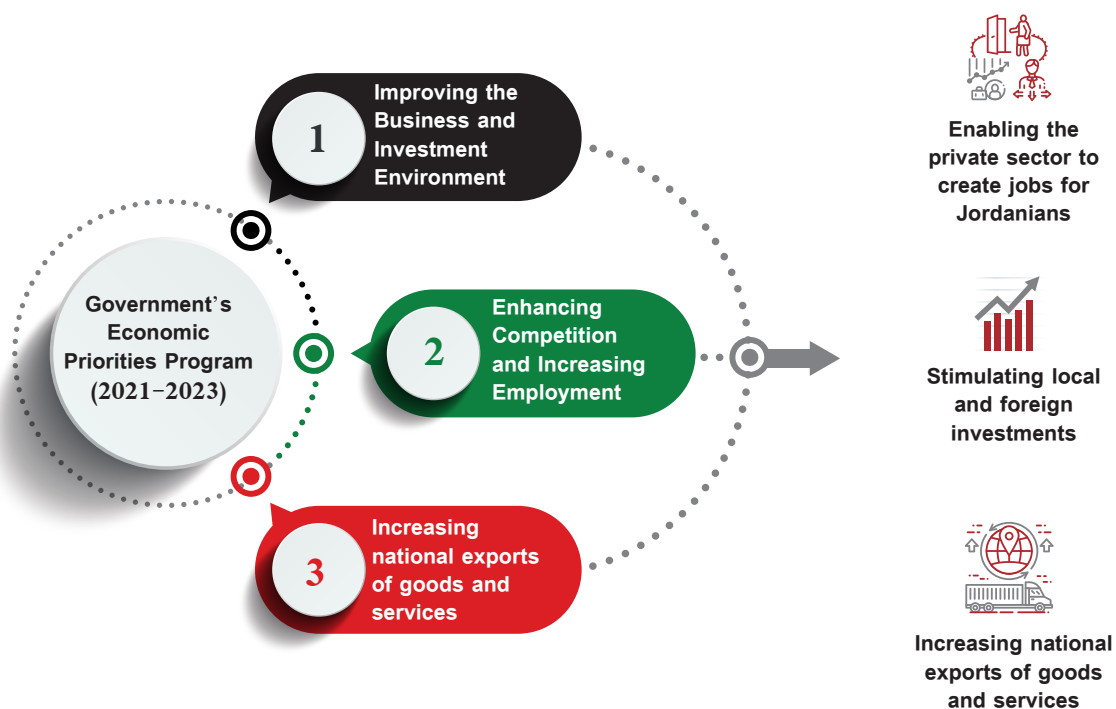 Government's
Economic
Priorities Program
(2021-2023)
1
Improving the
Business and
Investment
Environment
2
Enhancing
Competition
and Increasing
Employment
3
Increasing
national exports
of goods and
services
Enabling the
private sector to
create jobs for
Jordanians
Stimulating local
and foreign
investments
Increasing national
exports of goods
and services